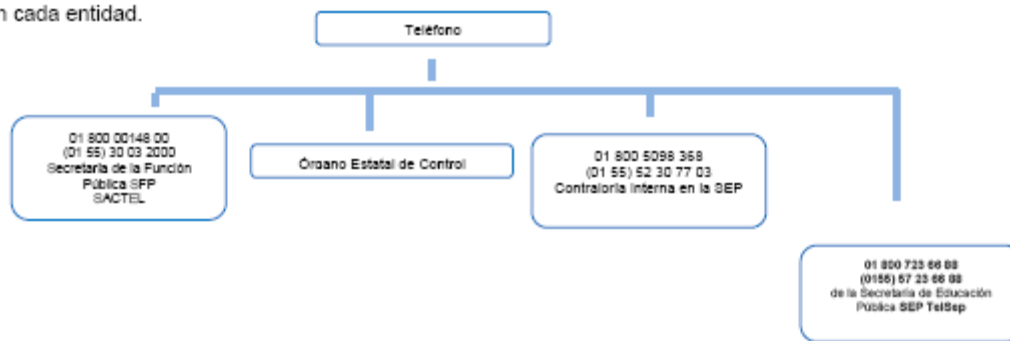 n cada entidad.
Teléfono
01 800 00148 00
(01 55) 30 03 2000
Secretaria de la Función
Pública SFP
SACTEL
Órgano Estatal de Control
01 800 5098 368
(01 55) 52 30 77 03
Contraloría Interna en la SEP
01 800 723 66 88
(0155) 57 23 66 88
de la Secretaría de Educación
Pública SEP TelSep